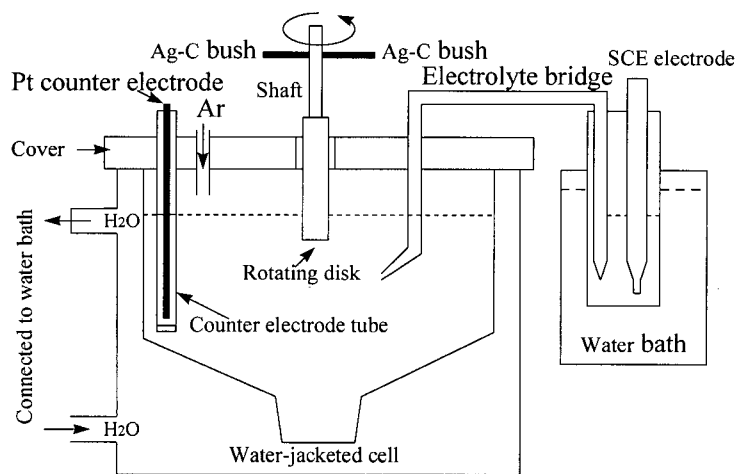 Ag-C bush
Ag-C bush
SCE electrode
Pt counter electrode
Electrolyte bridge
Ar
Shaft
Cover
H2O
Rotating disk
Connected to water bath
Counter electrode tube
Water bath
H2O
Water-jacketed cell